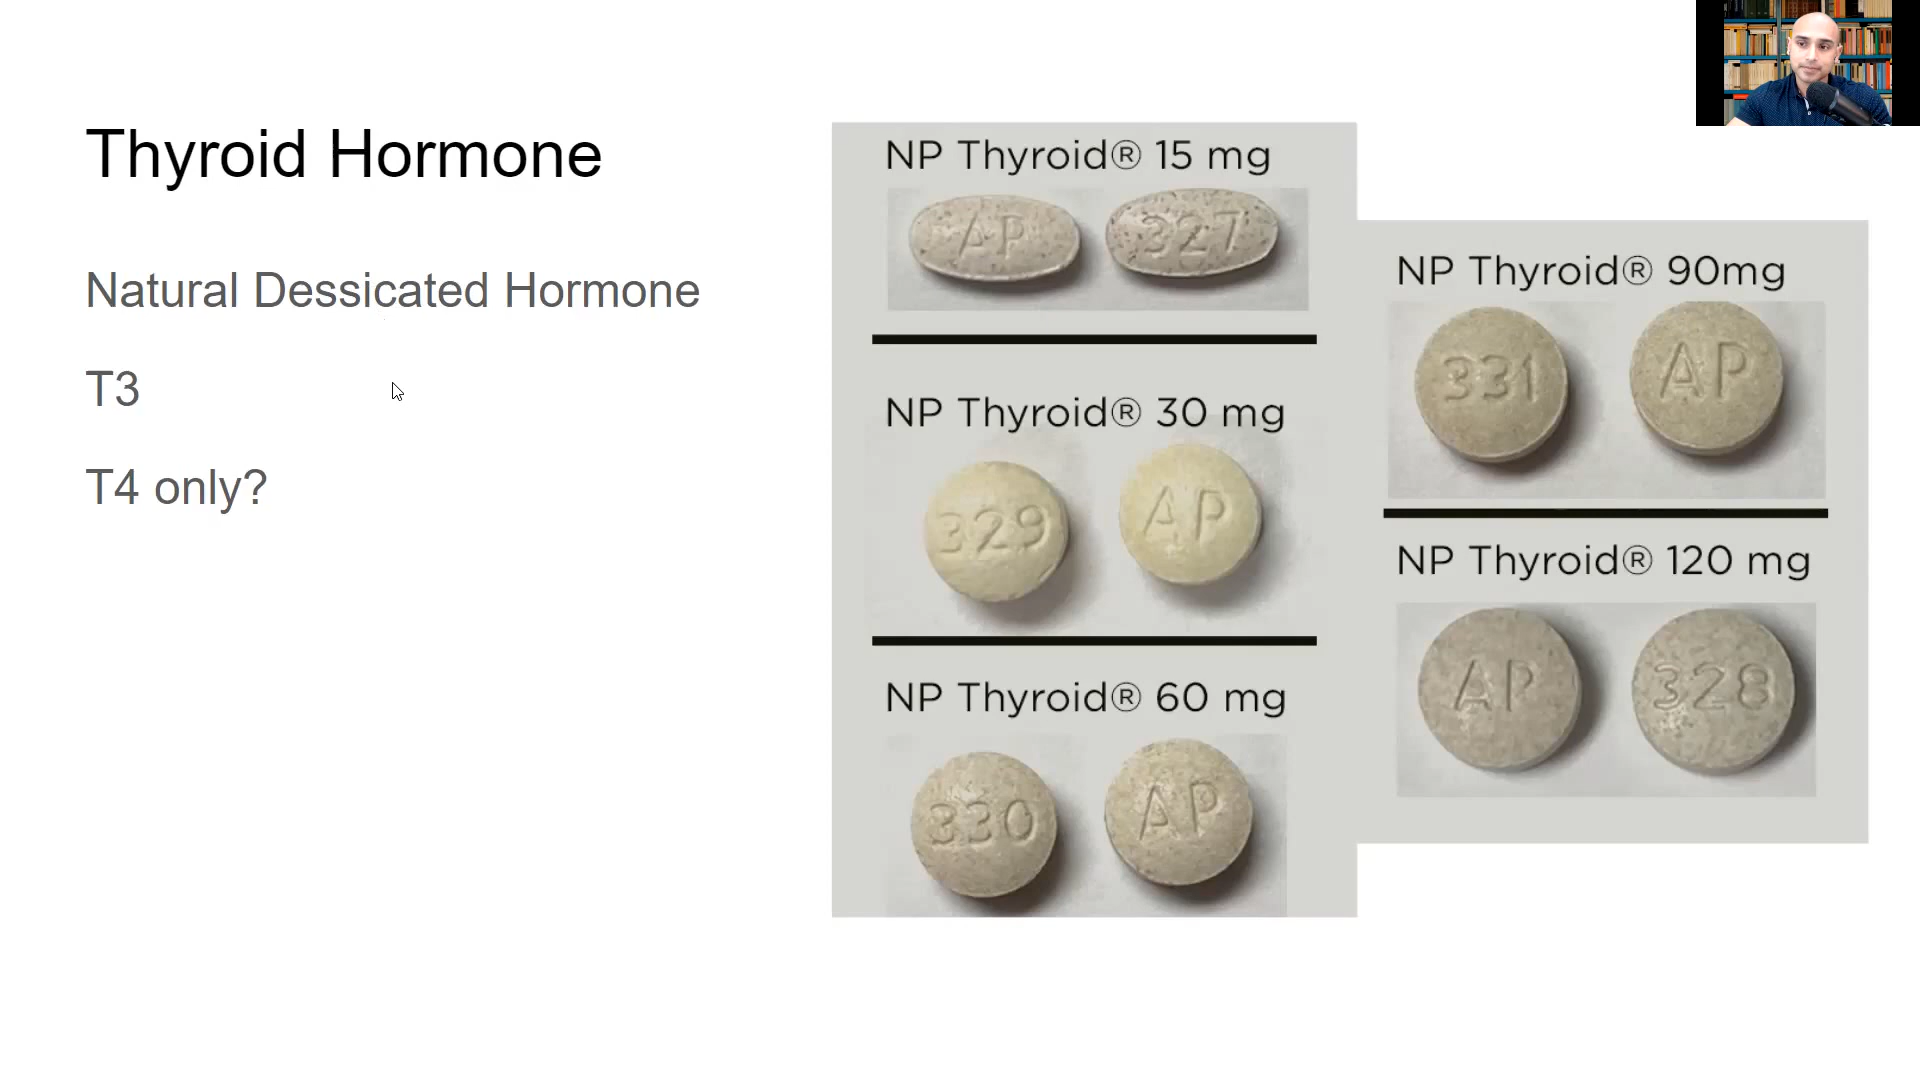 Thyroid Hormone
Natural Dessicated Hormone
T3
T4 only?
NP Thyroid® 15 mg
AP 327
NP Thyroid® 30 mg
329 AP
NP Thyroid® 60 mg
330 AP
NP Thyroid® 90mg
331 AP
NP Thyroid® 120 mg
AP 328